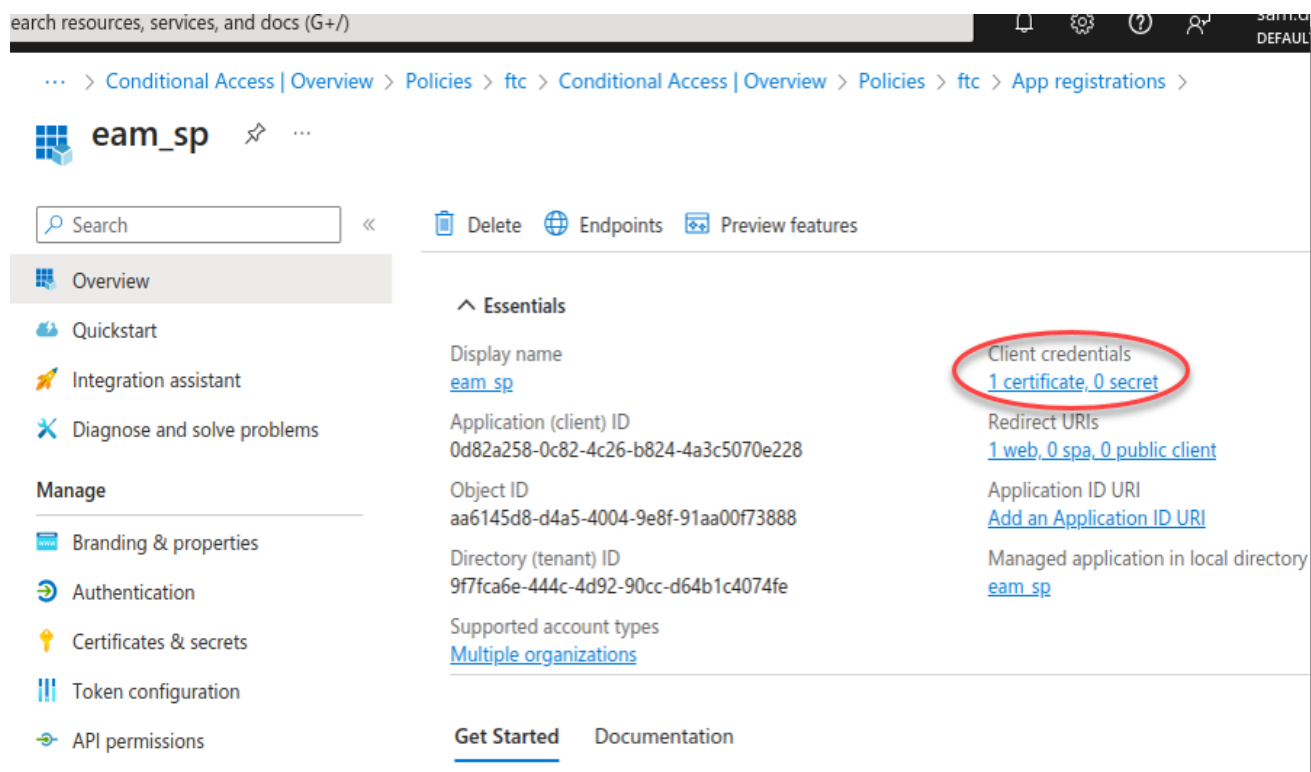 earch resources, services, and docs (G+/)
DEFAUL
··· > Conditional Access | Overview > Policies > ftc > Conditional Access | Overview > Policies > ftc > App registrations >
eam_sp ···
Search «
Delete Endpoints Preview features
Overview
Quickstart
Integration assistant
Diagnose and solve problems
Manage
Branding & properties
Authentication
Certificates & secrets
Token configuration
API permissions
Essentials
Display name
eam_sp
Application (client) ID
0d82a258-0c82-4c26-b824-4a3c5070e228
Object ID
aa6145d8-d4a5-4004-9e8f-91aa00f73888
Directory (tenant) ID
9f7fca6e-444c-4d92-90cc-d64b1c4074fe
Supported account types
Multiple organizations
Client credentials
1 certificate, 0 secret
Redirect URIs
1 web, 0 spa, 0 public client
Application ID URI
Add an Application ID URI
Managed application in local directory
eam_sp
Get Started Documentation